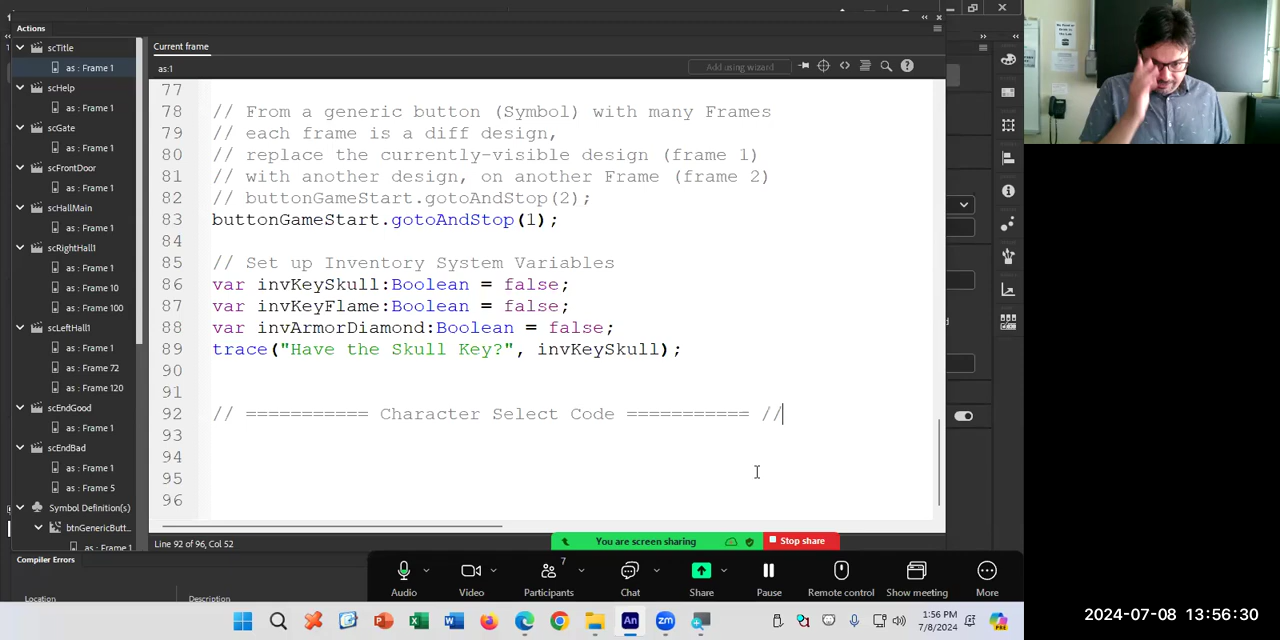 Actions
scTitle
as : Frame 1
scHelp
as : Frame 1
scGate
as : Frame 1
scFrontDoor
as : Frame 1
scHallMain
as : Frame 1
scRightHall1
as : Frame 1
as : Frame 10
as : Frame 100
scLeftHall1
as : Frame 1
as : Frame 72
as : Frame 120
scEndGood
as : Frame 1
scEndBad
as : Frame 1
as : Frame 5
Symbol Definition(s)
btnGenericButt...
as : Frame 1
Compiler Errors
Location
Description
Current frame
as:1
Add using wizard
77
78 // From a generic button (Symbol) with many Frames
79 // each frame is a diff design,
80 // replace the currently-visible design (frame 1)
81 // with another design, on another Frame (frame 2)
82 // buttonGameStart.gotoAndStop(2);
83 buttonGameStart.gotoAndStop(1);
84
85 // Set up Inventory System Variables
86 var invKeySkull:Boolean = false;
87 var invKeyFlame:Boolean = false;
88 var invArmorDiamond:Boolean = false;
89 trace("Have the Skull Key?", invKeySkull);
90
91
92 // =========== Character Select Code =========== //
93
94
95
96
Line 92 of 96, Col 52
You are screen sharing
Stop share
7
Audio
Video
Participants
Chat
Share
Pause
Remote control
Show meeting
More
An
zm
1:56 PM
7/8/2024
2024-07-08 13:56:30